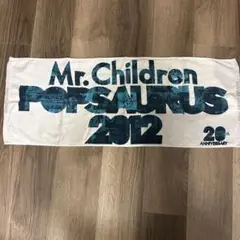 Mr.Children
POPSAURUS
2012
20th
ANNIVERSARY